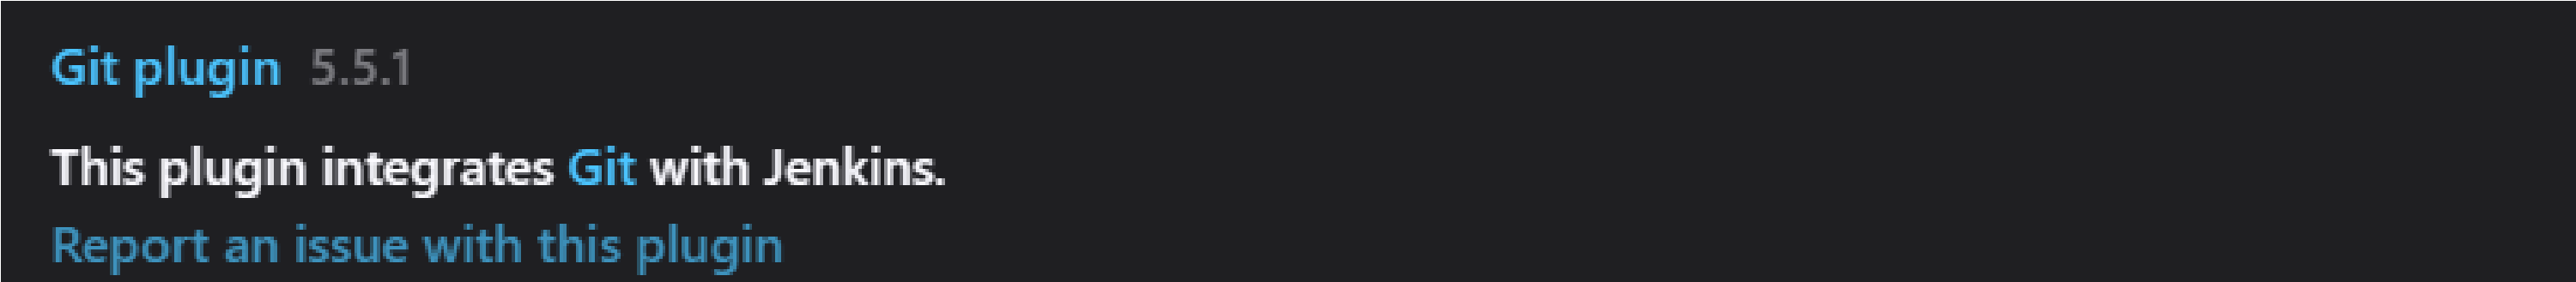 Git plugin 5.5.1
This plugin integrates Git with Jenkins.
Report an issue with this plugin